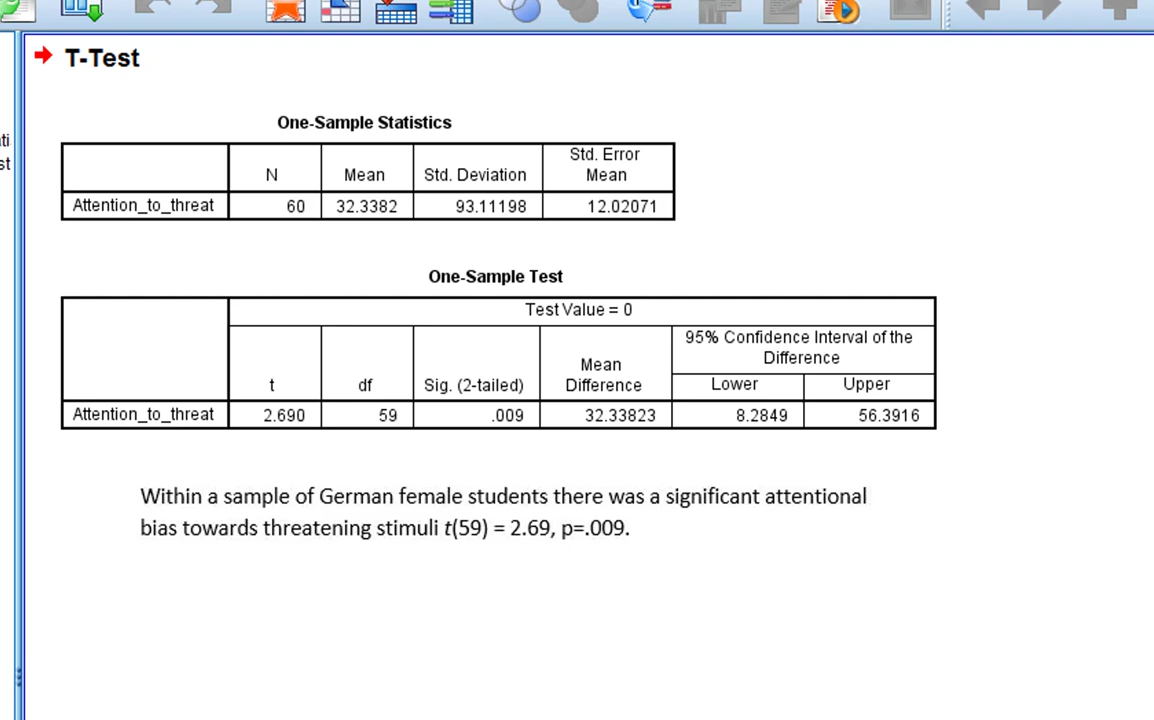 T-Test
ti
st
One-Sample Statistics
N Mean Std. Deviation Std. Error Mean
Attention_to_threat 60 32.3382 93.11198 12.02071
One-Sample Test
Test Value = 0
95% Confidence Interval of the Difference
t df Sig. (2-tailed) Mean Difference Lower Upper
Attention_to_threat 2.690 59 .009 32.33823 8.2849 56.3916
Within a sample of German female students there was a significant attentional
bias towards threatening stimuli t(59) = 2.69, p=.009.